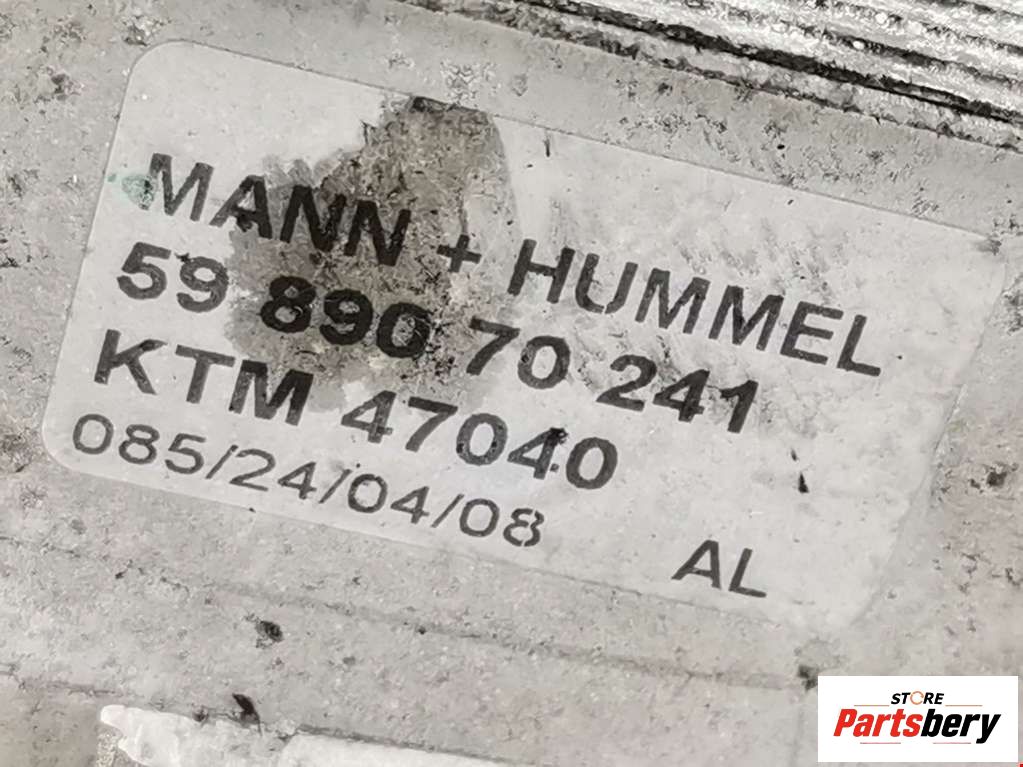 MANN + HUMMEL
59 890 70 241
KTM 47040
085/24/04/08
AL
STORE
Partsbery